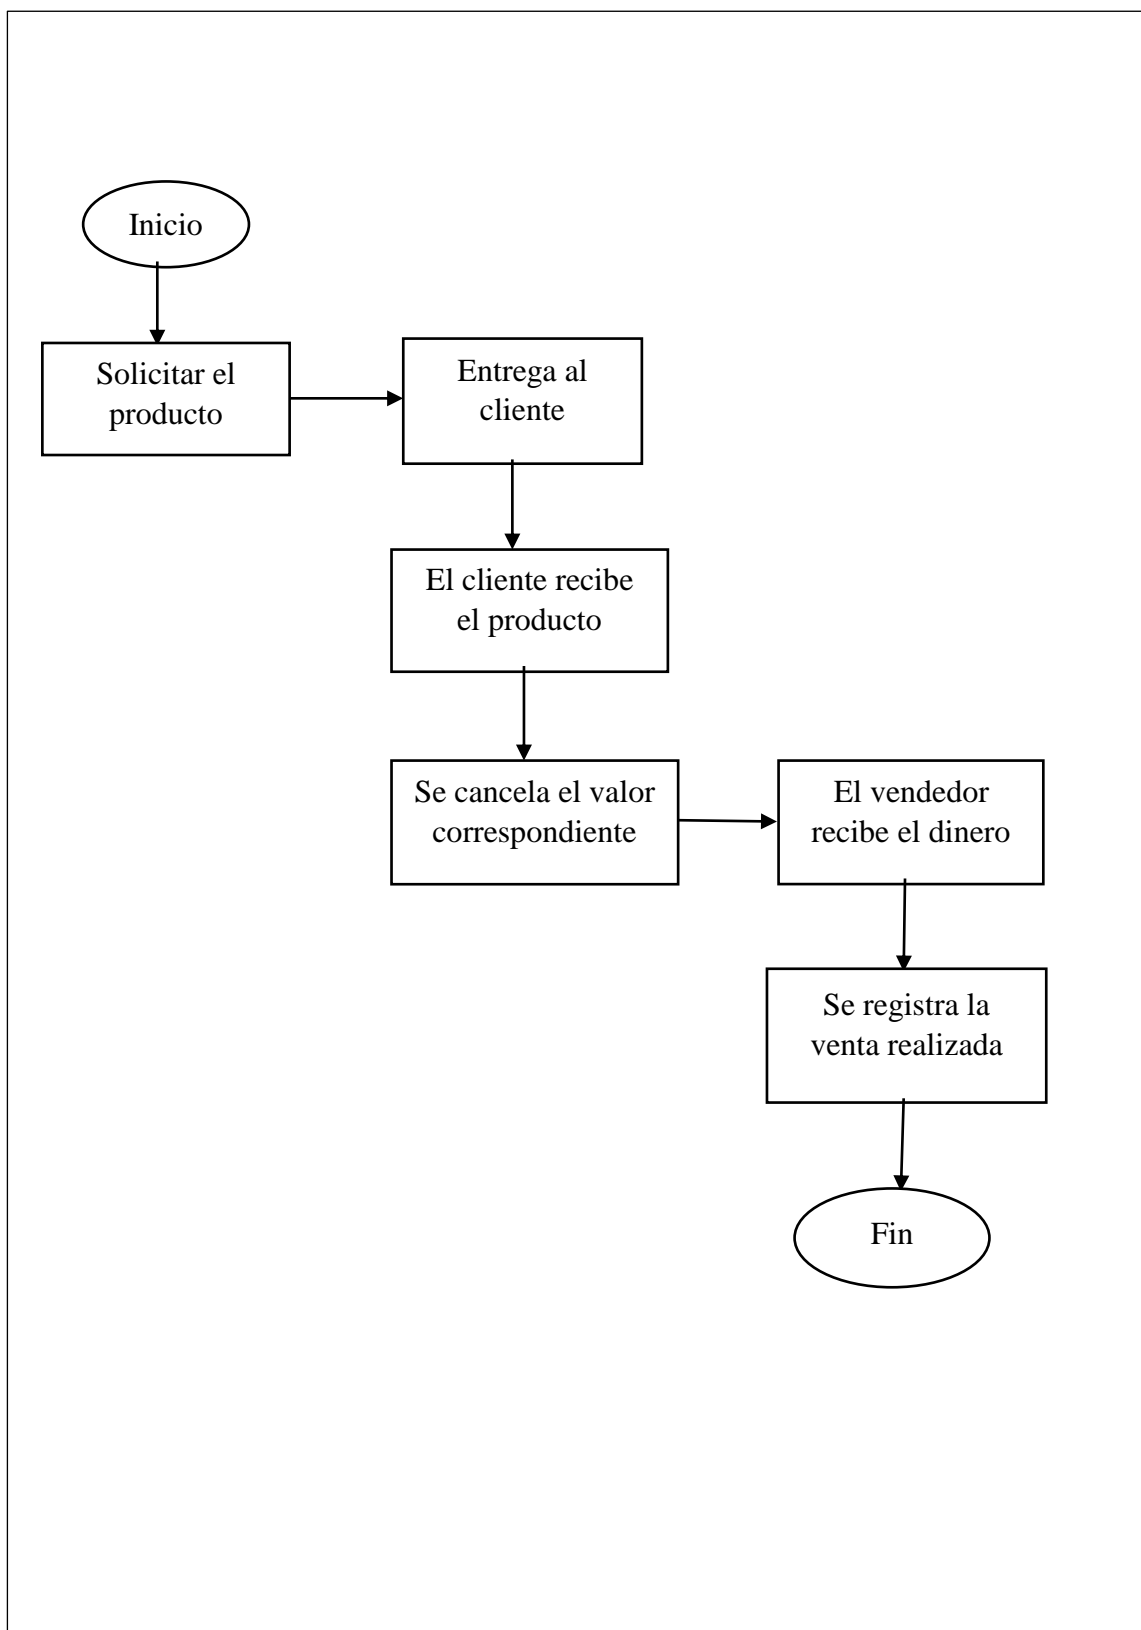 Inicio
Solicitar el
producto
Entrega al
cliente
El cliente recibe
el producto
Se cancela el valor
correspondiente
El vendedor
recibe el dinero
Se registra la
venta realizada
Fin